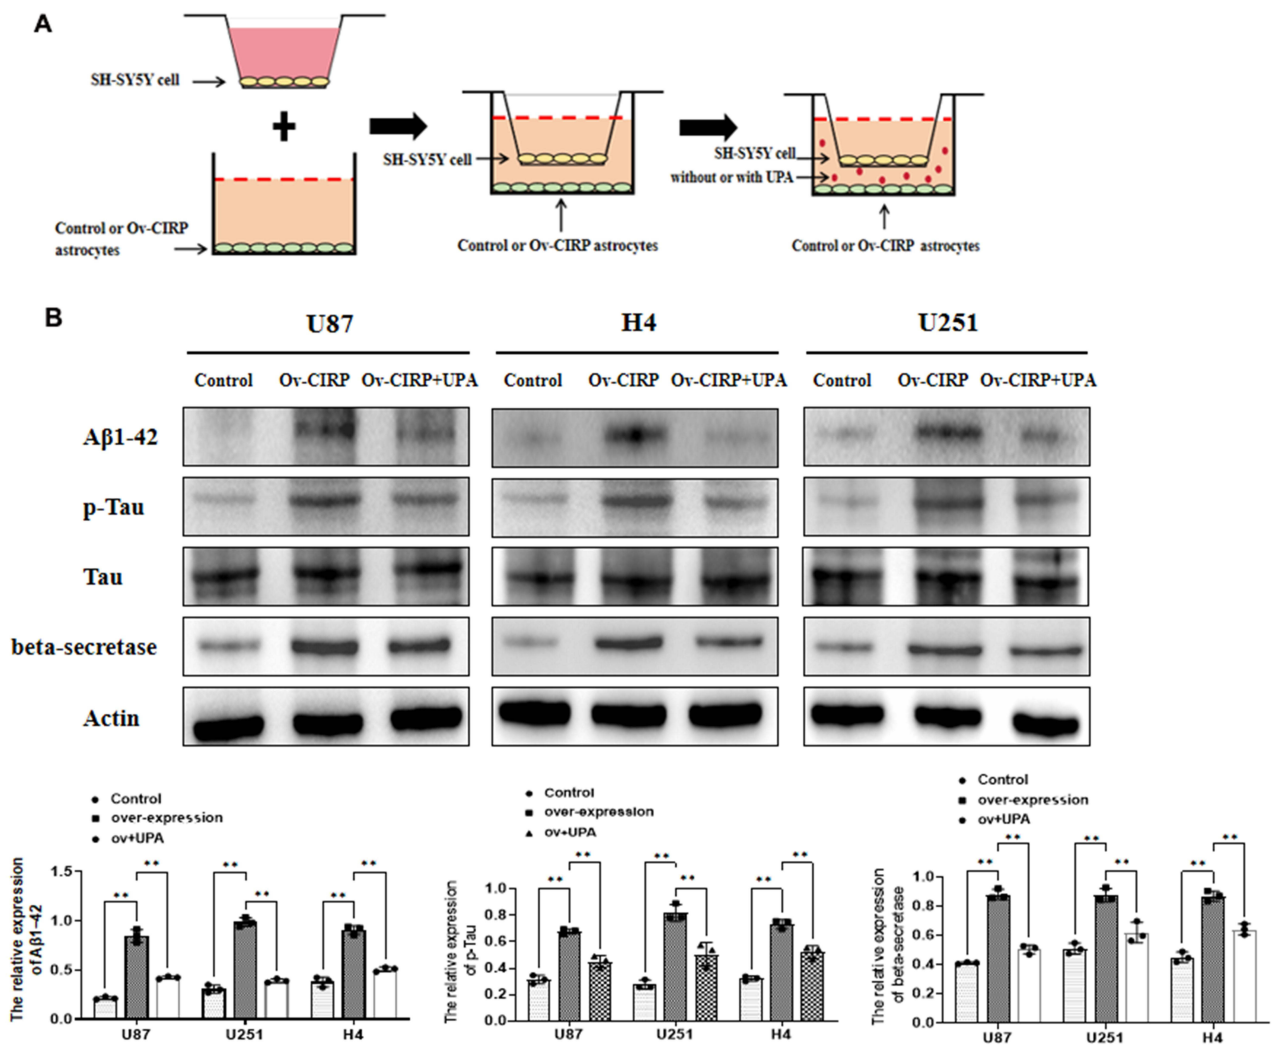 A
SH-SY5Y cell
Control or Ov-CIRP
astrocytes
SH-SY5Y cell
Control or Ov-CIRP astrocytes
SH-SY5Y cell
without or with UPA
Control or Ov-CIRP astrocytes
B
U87
H4
U251
Control Ov-CIRP Ov-CIRP+UPA
Control Ov-CIRP Ov-CIRP+UPA
Control Ov-CIRP Ov-CIRP+UPA
Aβ1-42
p-Tau
Tau
beta-secretase
Actin
Control
over-expression
ov+UPA
The relative expression
of Aβ1-42
1.5
1.0
0.5
0.0
** ** ** ** ** **
U87 U251 H4
Control
over-expression
ov+UPA
The relative expression
of p-Tau
1.0
0.8
0.6
0.4
0.2
0.0
** ** ** ** ** **
U87 U251 H4
Control
over-expression
ov+UPA
The relative expression
of beta-secretase
1.0
0.8
0.6
0.4
0.2
0.0
** ** ** ** ** **
U87 U251 H4